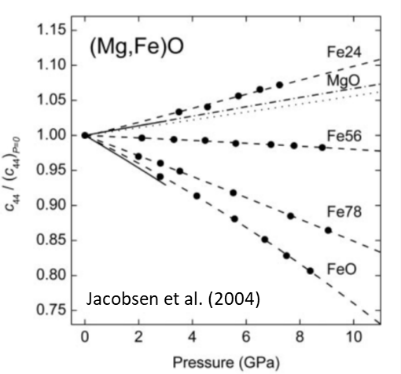 (Mg,Fe)O
1.15
1.10
1.05
1.00
0.95
0.90
0.85
0.80
0.75
c₄₄ / (c₄₄)P=0
Fe24
MgO
Fe56
Fe78
FeO
Jacobsen et al. (2004)
0 2 4 6 8 10
Pressure (GPa)